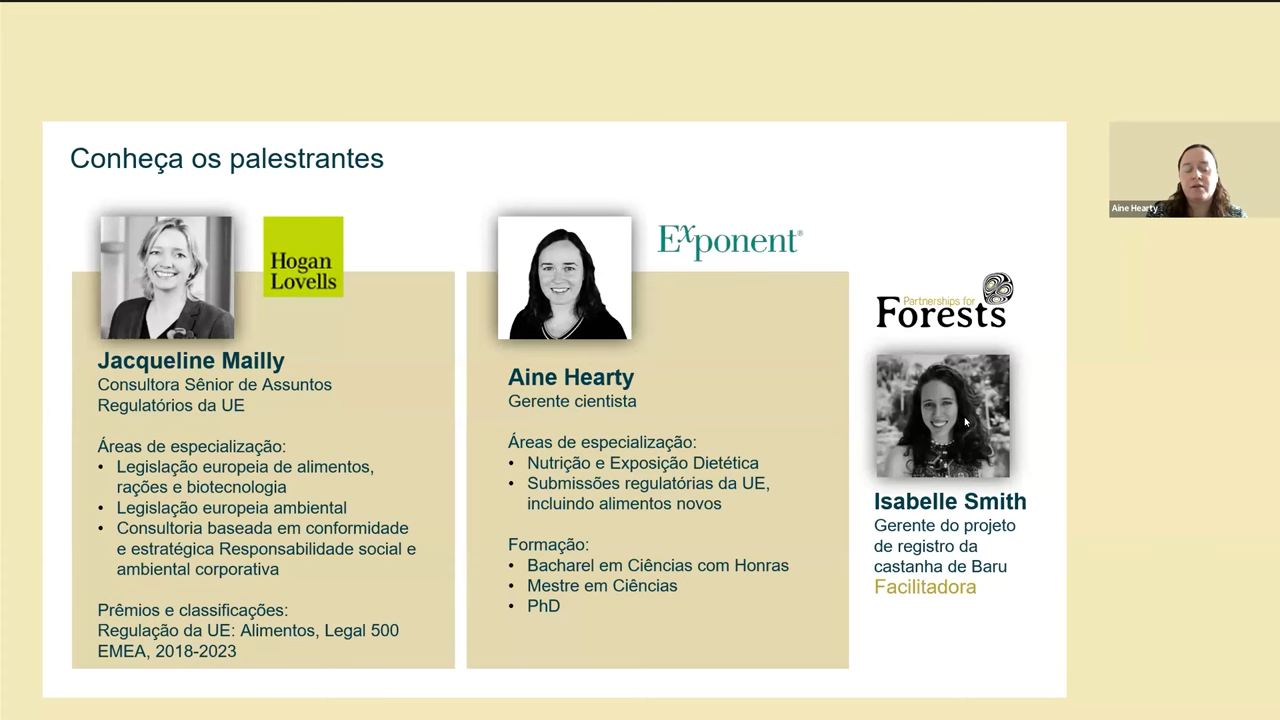 Conheça os palestrantes
Hogan
Lovells
Jacqueline Mailly
Consultora Sênior de Assuntos
Regulatórios da UE
Áreas de especialização:
• Legislação europeia de alimentos,
rações e biotecnologia
• Legislação europeia ambiental
• Consultoria baseada em conformidade
e estratégica Responsabilidade social e
ambiental corporativa
Prêmios e classificações:
Regulação da UE: Alimentos, Legal 500
EMEA, 2018-2023
Exponent®
Aine Hearty
Gerente cientista
Áreas de especialização:
• Nutrição e Exposição Dietética
• Submissões regulatórias da UE,
incluindo alimentos novos
Formação:
• Bacharel em Ciências com Honras
• Mestre em Ciências
• PhD
Partnerships for
Forests
Isabelle Smith
Gerente do projeto
de registro da
castanha de Baru
Facilitadora
Aine Hearty